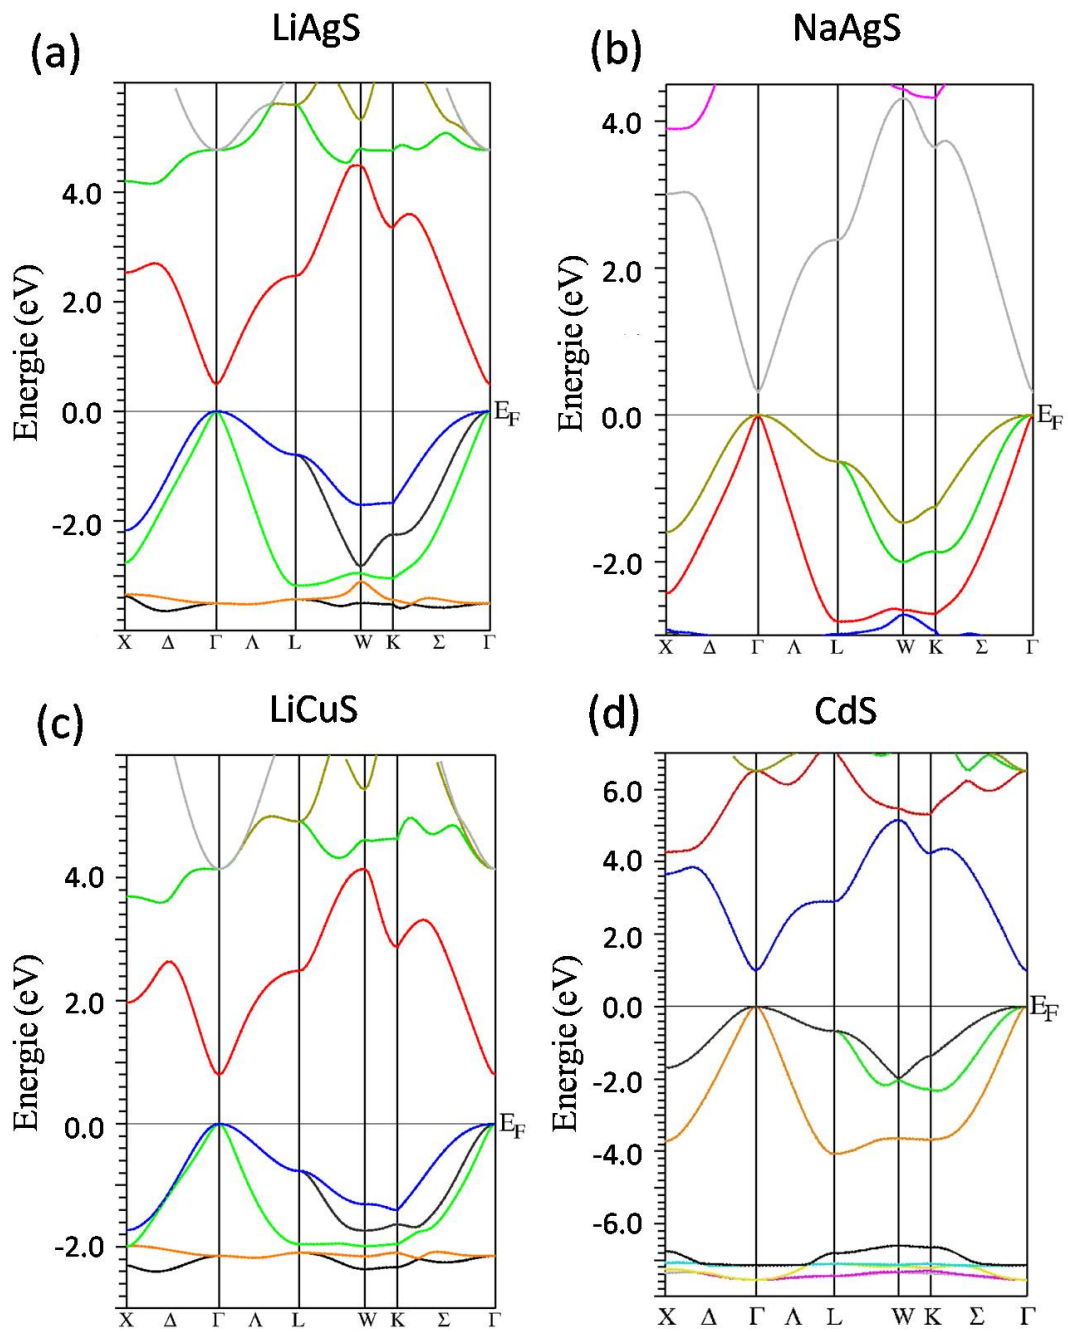 (a)
LiAgS
Energie (eV)
4.0
2.0
0.0
-2.0
E_F
X Δ Γ Λ L W K Σ Γ
(b)
NaAgS
Energie (eV)
4.0
2.0
0.0
-2.0
E_F
X Δ Γ Λ L W K Σ Γ
(c)
LiCuS
Energie (eV)
4.0
2.0
0.0
-2.0
E_F
X Δ Γ Λ L W K Σ Γ
(d)
CdS
Energie (eV)
6.0
4.0
2.0
0.0
-2.0
-4.0
-6.0
E_F
X Δ Γ Λ L W K Σ Γ